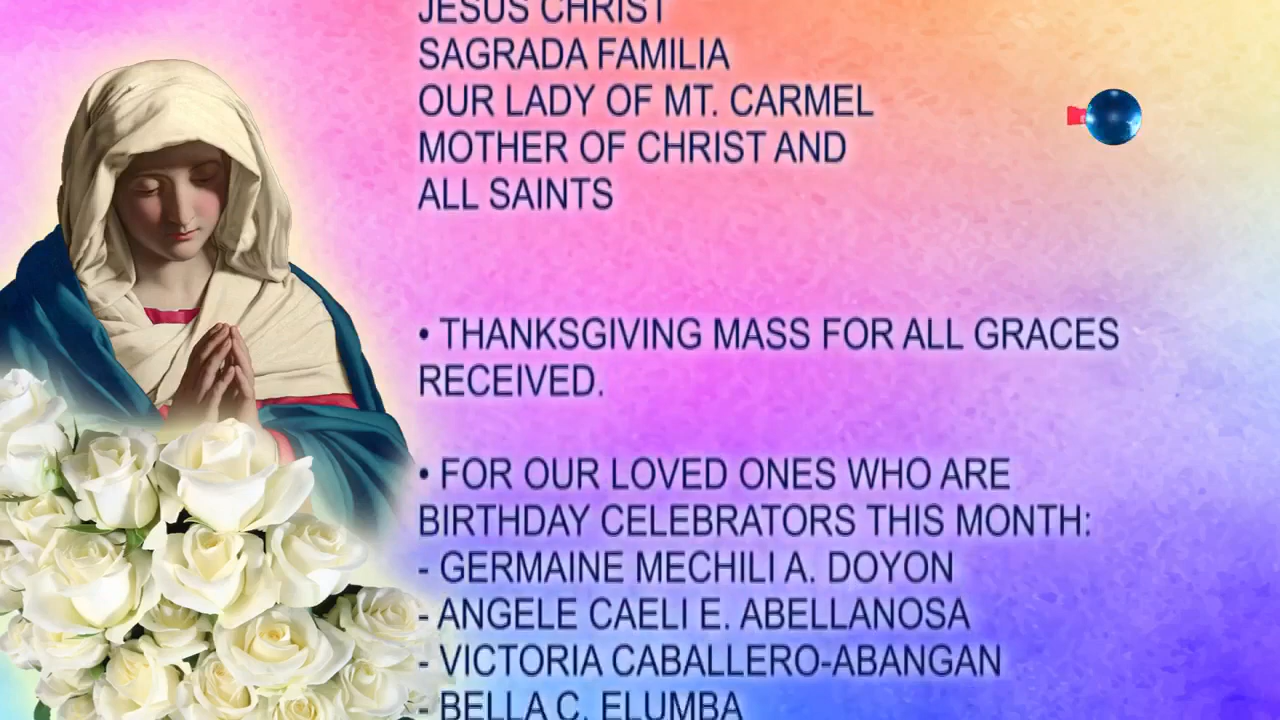 JESUS CHRIST
SAGRADA FAMILIA
OUR LADY OF MT. CARMEL
MOTHER OF CHRIST AND
ALL SAINTS
• THANKSGIVING MASS FOR ALL GRACES
RECEIVED.
• FOR OUR LOVED ONES WHO ARE
BIRTHDAY CELEBRATORS THIS MONTH:
- GERMAINE MECHILI A. DOYON
- ANGELE CAELI E. ABELLANOSA
- VICTORIA CABALLERO-ABANGAN
- BELLA C. ELUMBA